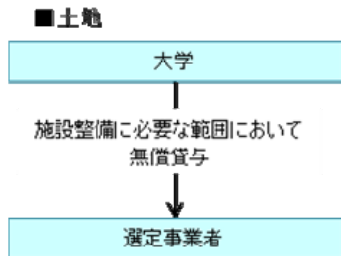 ■土地
大学
施設整備に必要な範囲において
無償貸与
選定事業者